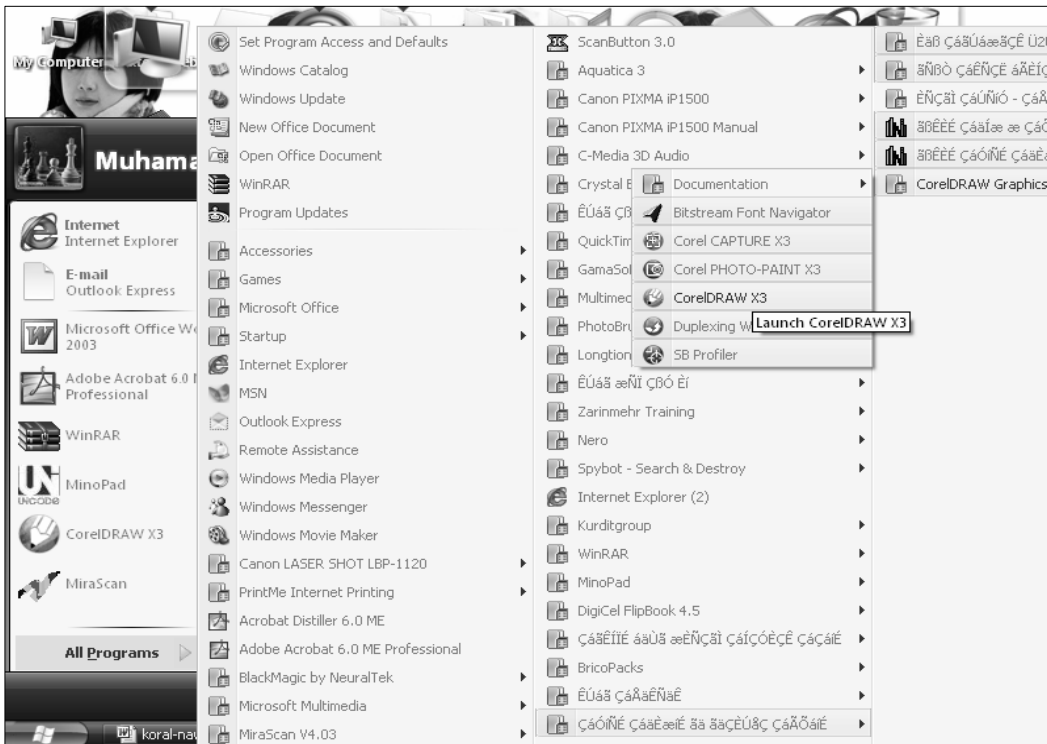 My Computer
Muhama
Internet
Internet Explorer
E-mail
Outlook Express
Microsoft Office Wo
2003
Adobe Acrobat 6.0
Professional
WinRAR
MinoPad
CorelDRAW X3
MiraScan
All Programs
koral-nav
Set Program Access and Defaults
Windows Catalog
Windows Update
New Office Document
Open Office Document
WinRAR
Program Updates
Accessories
Games
Microsoft Office
Startup
Internet Explorer
MSN
Outlook Express
Remote Assistance
Windows Media Player
Windows Messenger
Windows Movie Maker
Canon LASER SHOT LBP-1120
PrintMe Internet Printing
Acrobat Distiller 6.0 ME
Adobe Acrobat 6.0 ME Professional
BlackMagic by NeuralTek
Microsoft Multimedia
MiraScan V4.03
ScanButton 3.0
Aquatica 3
Canon PIXMA iP1500
Canon PIXMA iP1500 Manual
C-Media 3D Audio
Crystal
QuickTim
GamaSol
Multimed
PhotoBru
Longtion
ÊÚáã æÑÏ ÇßÓ Èí
Zarinmehr Training
Nero
Spybot - Search & Destroy
Internet Explorer (2)
Kurditgroup
WinRAR
MinoPad
DigiCel FlipBook 4.5
BricoPacks
ÊÚáã ÇáÅäÊÑäÊ
Documentation
Bitstream Font Navigator
Corel CAPTURE X3
Corel PHOTO-PAINT X3
CorelDRAW X3
Duplexing W
SB Profiler
Launch CorelDRAW X3
CorelDRAW Graphics